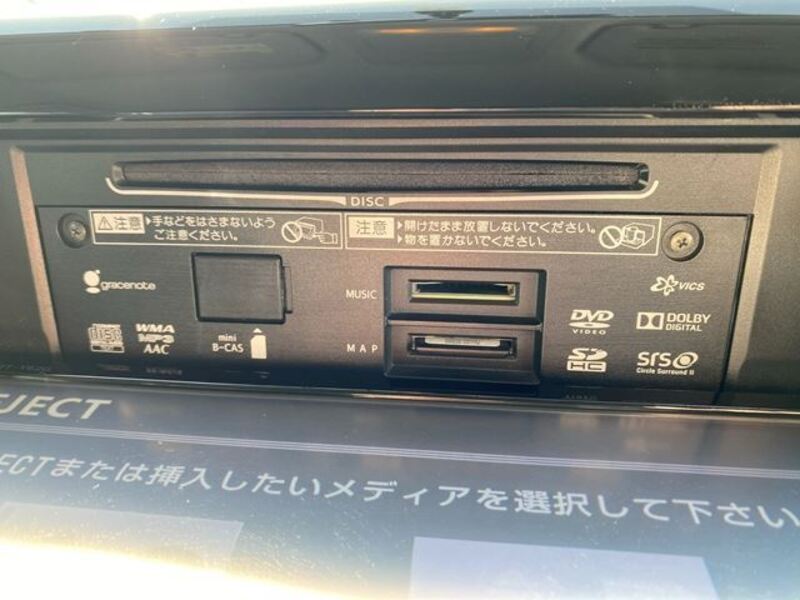 DISC
⚠注意 ▶手などをはさまないよう
ご注意ください。
注意 ▶開けたまま放置しないでください。
▶物を置かないでください。
gracenote
MUSIC
VICS
WMA
MP3
AAC
mini
B-CAS
MAP
DVD
VIDEO
DOLBY
DIGITAL
SD
HC
SRS
Circle Surround II
JECT
ECTまたは挿入したいメディアを選択して下さい